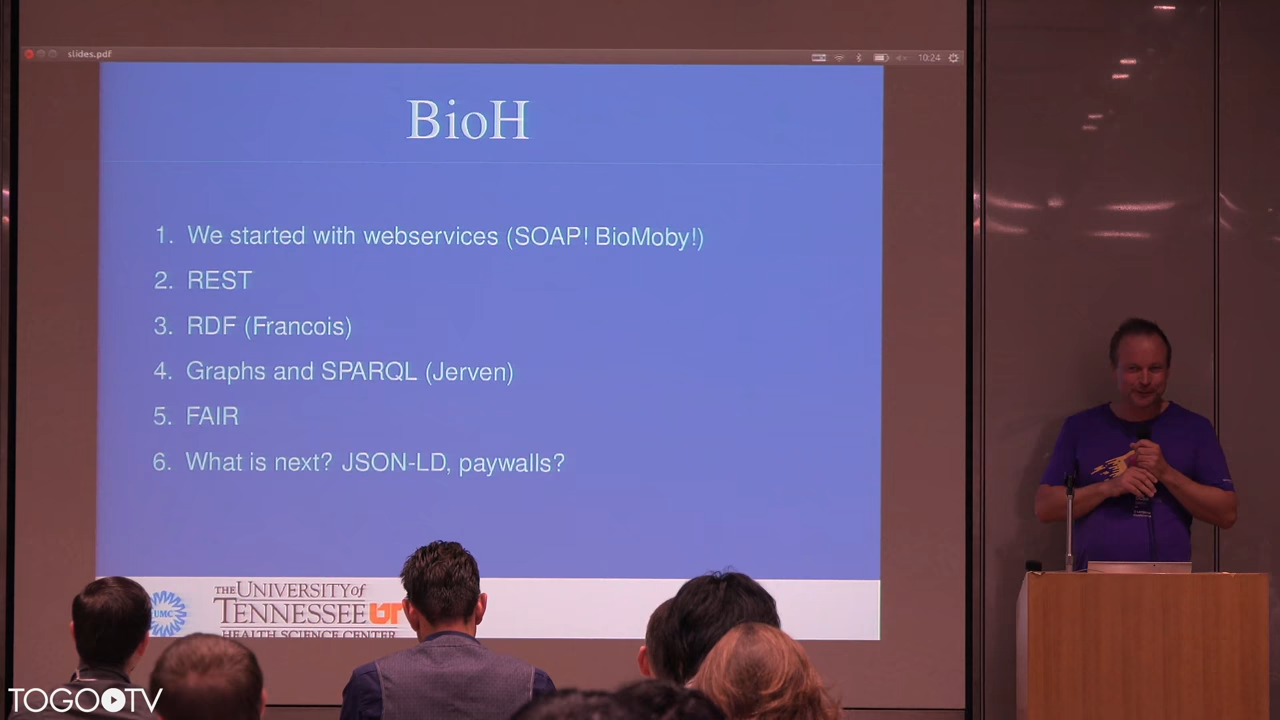 slides.pdf
10:24
BioH
1. We started with webservices (SOAP! BioMoby!)
2. REST
3. RDF (Francois)
4. Graphs and SPARQL (Jerven)
5. FAIR
6. What is next? JSON-LD, paywalls?
UMC
THE UNIVERSITY of
TENNESSEE UT
HEALTH SCIENCE CENTER
TOGO TV